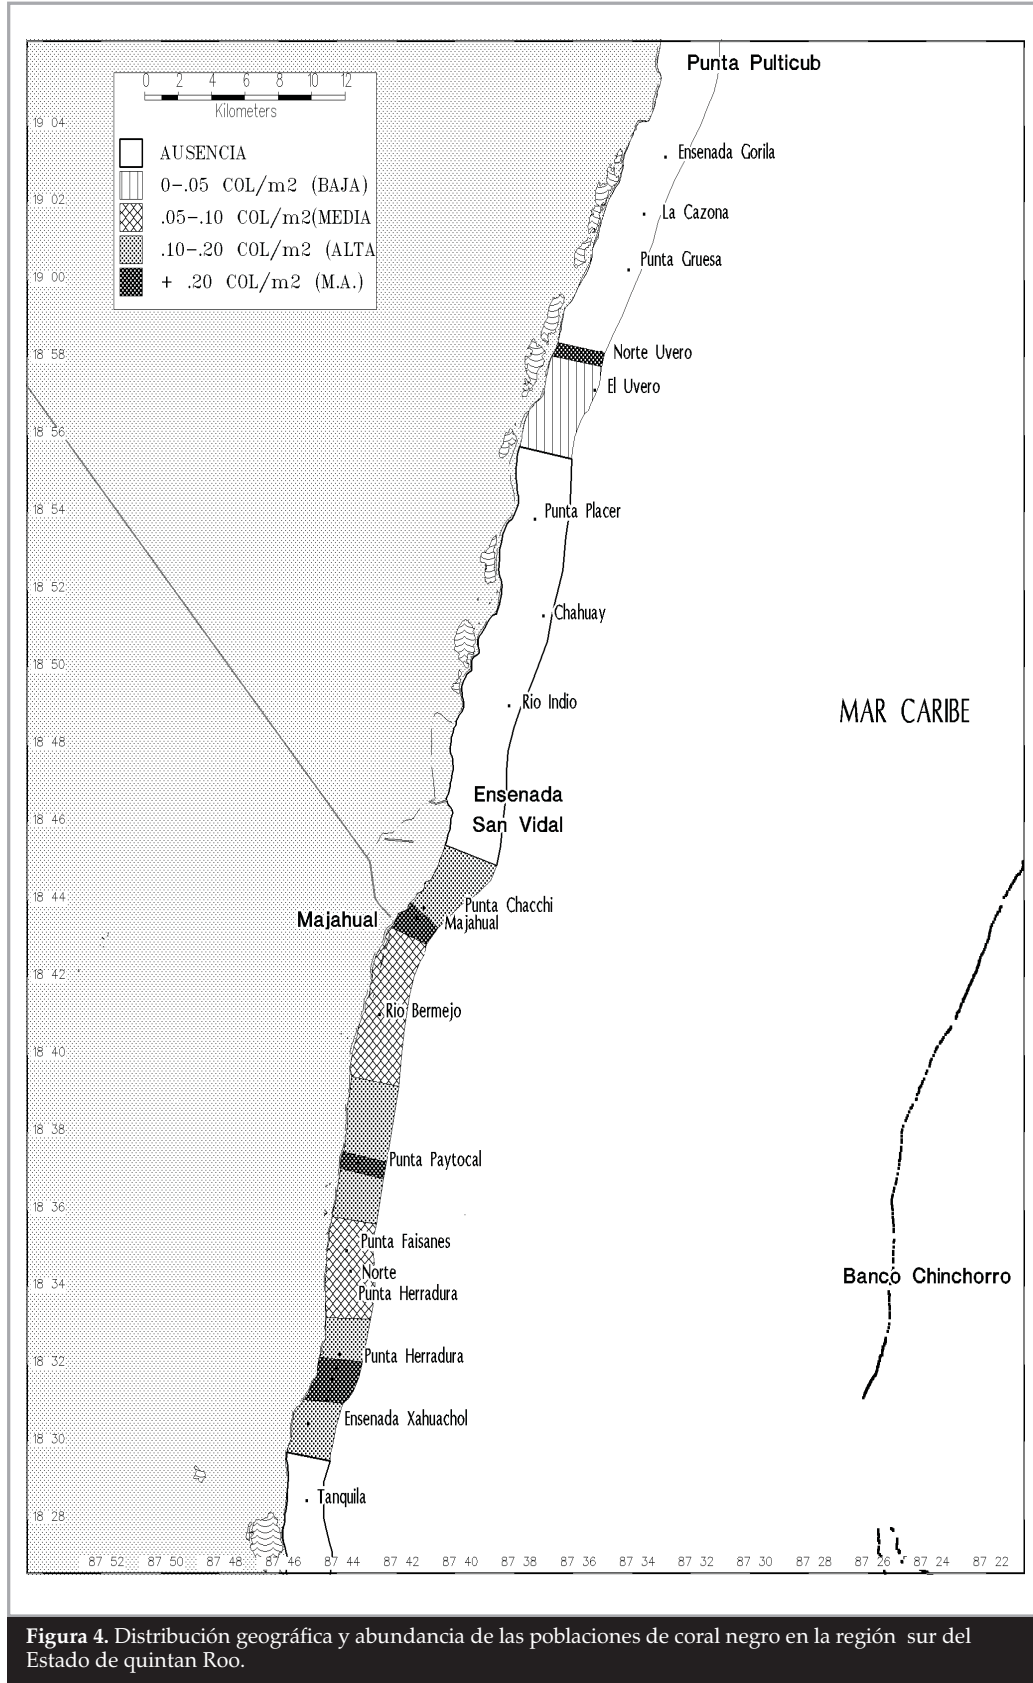 Punta Pulticub
0 2 4 6 8 10 12
Kilometers
19 04
AUSENCIA
Ensenada Gorila
0-.05 COL/m2 (BAJA)
19 02
.05-.10 COL/m2(MEDIA
La Cazona
.10-.20 COL/m2 (ALTA
Punta Gruesa
19 00
+ .20 COL/m2 (M.A.)
18 58
Norte Uvero
El Uvero
18 56
18 54
Punta Placer
18 52
Chahuay
18 50
Rio Indio
MAR CARIBE
18 48
Ensenada
San Vidal
18 46
18 44
Punta Chacchi
Majahual
Majahual
18 42
Rio Bermejo
18 40
18 38
Punta Paytocal
18 36
Punta Faisanes
Norte
Punta Herradura
Banco Chinchorro
18 34
18 32
Punta Herradura
Ensenada Xahuachol
18 30
Tanquila
18 28
87 52 87 50 87 48 87 46 87 44 87 42 87 40 87 38 87 36 87 34 87 32 87 30 87 28 87 26 87 24 87 22
Figura 4. Distribución geográfica y abundancia de las poblaciones de coral negro en la región sur del
Estado de quintan Roo.